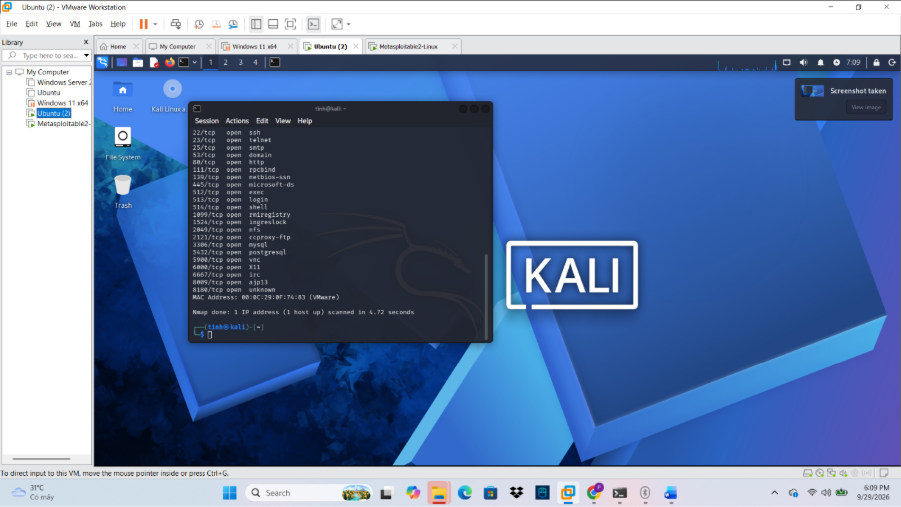 Ubuntu (2) - VMware Workstation
File Edit View VM Tabs Help
Library
Type here to sea...
Home
My Computer
Windows 11 x64
Ubuntu (2)
Metasploitable2-Linux
My Computer
Windows Server 2
Ubuntu
Windows 11 x64
Ubuntu (2)
Metasploitable2-
1 2 3 4
7:09
Screenshot taken
View image
Home
Kali Linux a
File System
Trash
tinh@kali: ~
Session Actions Edit View Help
22/tcp open ssh
23/tcp open telnet
25/tcp open smtp
53/tcp open domain
80/tcp open http
111/tcp open rpcbind
139/tcp open netbios-ssn
445/tcp open microsoft-ds
512/tcp open exec
513/tcp open login
514/tcp open shell
1099/tcp open rmiregistry
1524/tcp open ingreslock
2049/tcp open nfs
2121/tcp open ccproxy-ftp
3306/tcp open mysql
5432/tcp open postgresql
5900/tcp open vnc
6000/tcp open X11
6667/tcp open irc
8009/tcp open ajp13
8180/tcp open unknown
MAC Address: 00:0C:29:0F:74:83 (VMware)
Nmap done: 1 IP address (1 host up) scanned in 4.72 seconds
(tinh㉿kali)-[~]
$
KALI
To direct input to this VM, move the mouse pointer inside or press Ctrl+G.
31°C
Có mây
Search
6:09 PM
9/29/2026